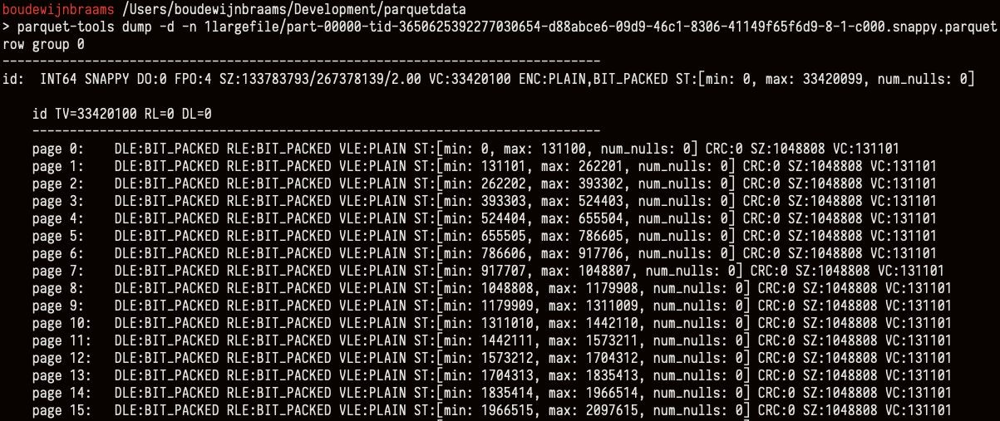 boudewijnbraams /Users/boudewijnbraams/Development/parquetdata
> parquet-tools dump -d -n 1largefile/part-00000-tid-3650625392277030654-d88abce6-09d9-46c1-8306-41149f65f6d9-8-1-c000.snappy.parquet
row group 0
--------------------------------------------------------------------------------
id:  INT64 SNAPPY DO:0 FPO:4 SZ:133783793/267378139/2.00 VC:33420100 ENC:PLAIN,BIT_PACKED ST:[min: 0, max: 33420099, num_nulls: 0]
id TV=33420100 RL=0 DL=0
----------------------------------------------------------------------------
page 0:    DLE:BIT_PACKED RLE:BIT_PACKED VLE:PLAIN ST:[min: 0, max: 131100, num_nulls: 0] CRC:0 SZ:1048808 VC:131101
page 1:    DLE:BIT_PACKED RLE:BIT_PACKED VLE:PLAIN ST:[min: 131101, max: 262201, num_nulls: 0] CRC:0 SZ:1048808 VC:131101
page 2:    DLE:BIT_PACKED RLE:BIT_PACKED VLE:PLAIN ST:[min: 262202, max: 393302, num_nulls: 0] CRC:0 SZ:1048808 VC:131101
page 3:    DLE:BIT_PACKED RLE:BIT_PACKED VLE:PLAIN ST:[min: 393303, max: 524403, num_nulls: 0] CRC:0 SZ:1048808 VC:131101
page 4:    DLE:BIT_PACKED RLE:BIT_PACKED VLE:PLAIN ST:[min: 524404, max: 655504, num_nulls: 0] CRC:0 SZ:1048808 VC:131101
page 5:    DLE:BIT_PACKED RLE:BIT_PACKED VLE:PLAIN ST:[min: 655505, max: 786605, num_nulls: 0] CRC:0 SZ:1048808 VC:131101
page 6:    DLE:BIT_PACKED RLE:BIT_PACKED VLE:PLAIN ST:[min: 786606, max: 917706, num_nulls: 0] CRC:0 SZ:1048808 VC:131101
page 7:    DLE:BIT_PACKED RLE:BIT_PACKED VLE:PLAIN ST:[min: 917707, max: 1048807, num_nulls: 0] CRC:0 SZ:1048808 VC:131101
page 8:    DLE:BIT_PACKED RLE:BIT_PACKED VLE:PLAIN ST:[min: 1048808, max: 1179908, num_nulls: 0] CRC:0 SZ:1048808 VC:131101
page 9:    DLE:BIT_PACKED RLE:BIT_PACKED VLE:PLAIN ST:[min: 1179909, max: 1311009, num_nulls: 0] CRC:0 SZ:1048808 VC:131101
page 10:   DLE:BIT_PACKED RLE:BIT_PACKED VLE:PLAIN ST:[min: 1311010, max: 1442110, num_nulls: 0] CRC:0 SZ:1048808 VC:131101
page 11:   DLE:BIT_PACKED RLE:BIT_PACKED VLE:PLAIN ST:[min: 1442111, max: 1573211, num_nulls: 0] CRC:0 SZ:1048808 VC:131101
page 12:   DLE:BIT_PACKED RLE:BIT_PACKED VLE:PLAIN ST:[min: 1573212, max: 1704312, num_nulls: 0] CRC:0 SZ:1048808 VC:131101
page 13:   DLE:BIT_PACKED RLE:BIT_PACKED VLE:PLAIN ST:[min: 1704313, max: 1835413, num_nulls: 0] CRC:0 SZ:1048808 VC:131101
page 14:   DLE:BIT_PACKED RLE:BIT_PACKED VLE:PLAIN ST:[min: 1835414, max: 1966514, num_nulls: 0] CRC:0 SZ:1048808 VC:131101
page 15:   DLE:BIT_PACKED RLE:BIT_PACKED VLE:PLAIN ST:[min: 1966515, max: 2097615, num_nulls: 0] CRC:0 SZ:1048808 VC:131101